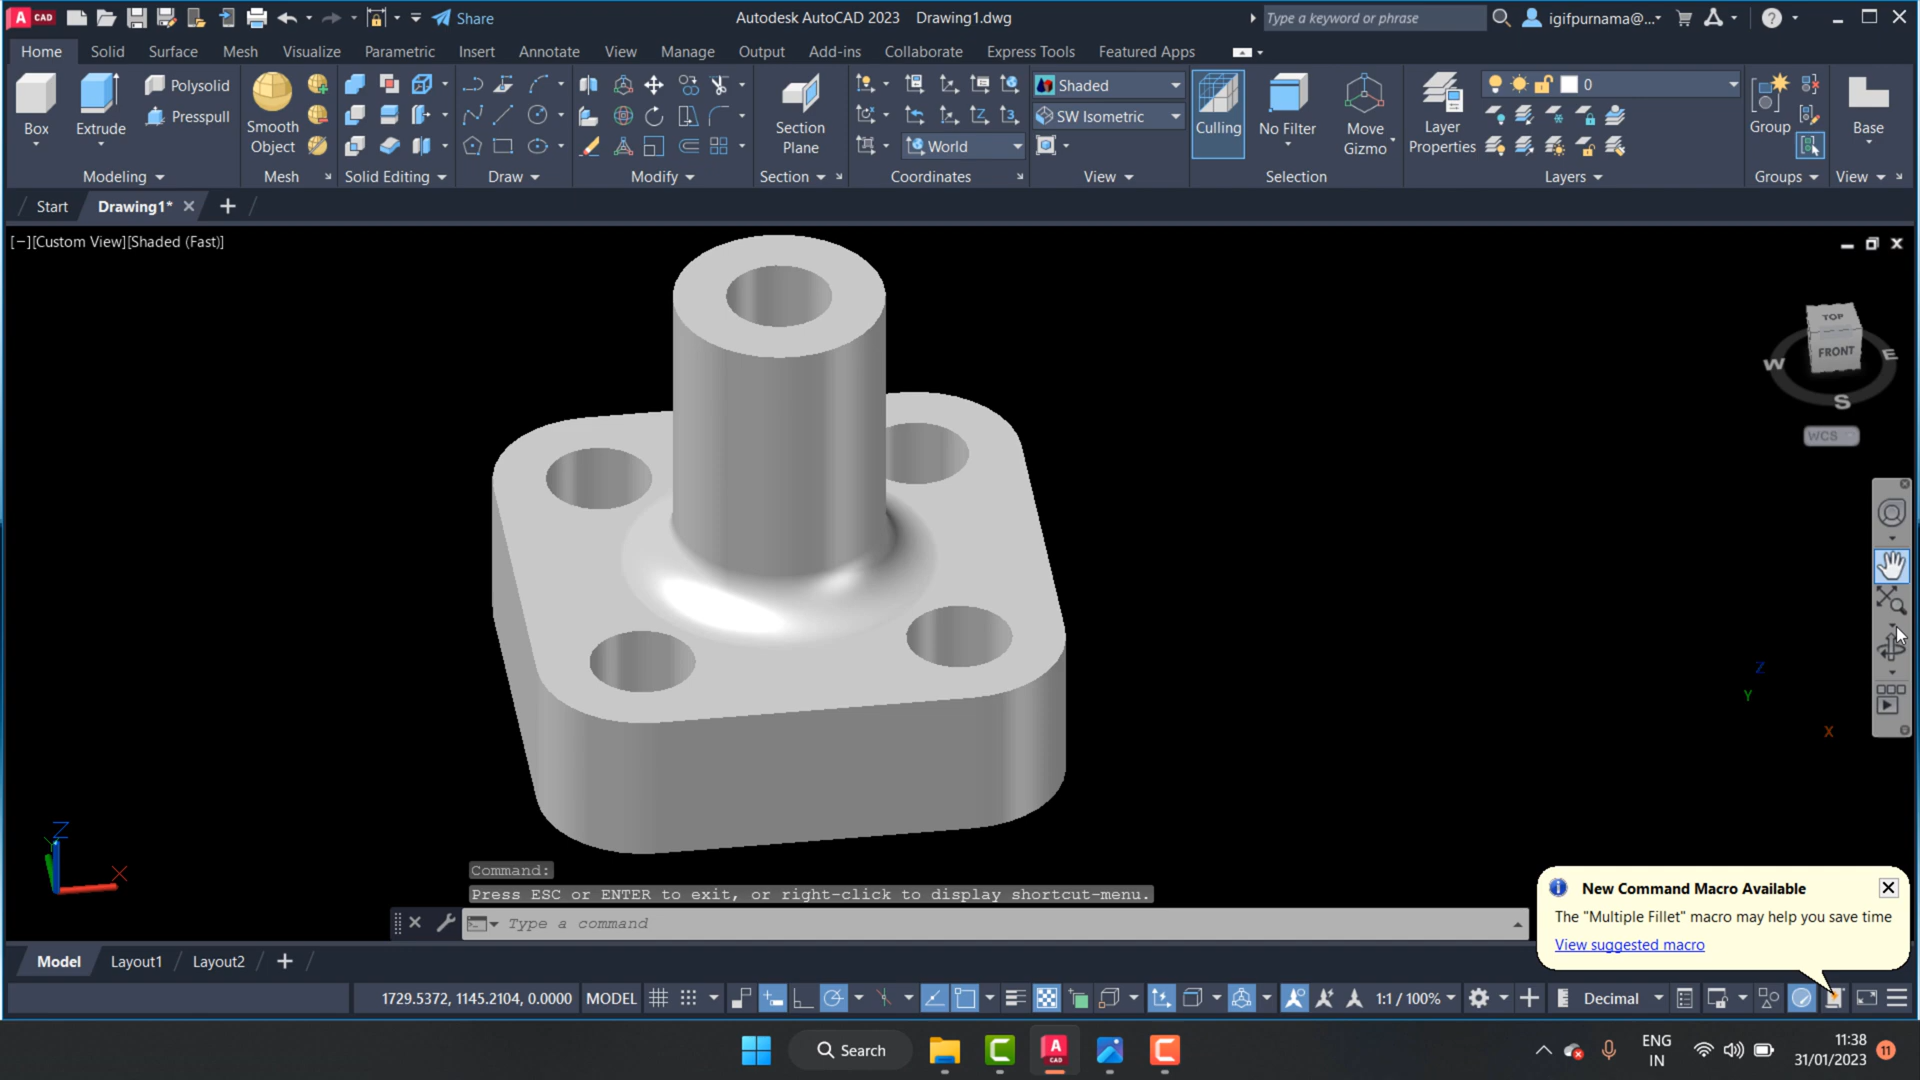 A CAD
Share
Autodesk AutoCAD 2023 Drawing1.dwg
Type a keyword or phrase
igifpurnama@...
Home Solid Surface Mesh Visualize Parametric Insert Annotate View Manage Output Add-ins Collaborate Express Tools Featured Apps
Box
Extrude
Polysolid
Presspull
Modeling
Smooth
Object
Mesh
Solid Editing
Draw
Modify
Section
Plane
Section
World
Coordinates
Shaded
SW Isometric
View
Culling
No Filter
Move
Gizmo
Selection
Layer
Properties
0
Layers
Group
Groups
Base
View
Start Drawing1*
[−][Custom View][Shaded (Fast)]
TOP
FRONT
W
E
S
WCS
Z
Y
X
Z
Y
X
Command:
Press ESC or ENTER to exit, or right-click to display shortcut-menu.
Type a command
New Command Macro Available
The "Multiple Fillet" macro may help you save time
View suggested macro
Model Layout1 Layout2
1729.5372, 1145.2104, 0.0000 MODEL
1:1 / 100%
Decimal
Search
A
CAD
ENG
IN
11:38
31/01/2023
11